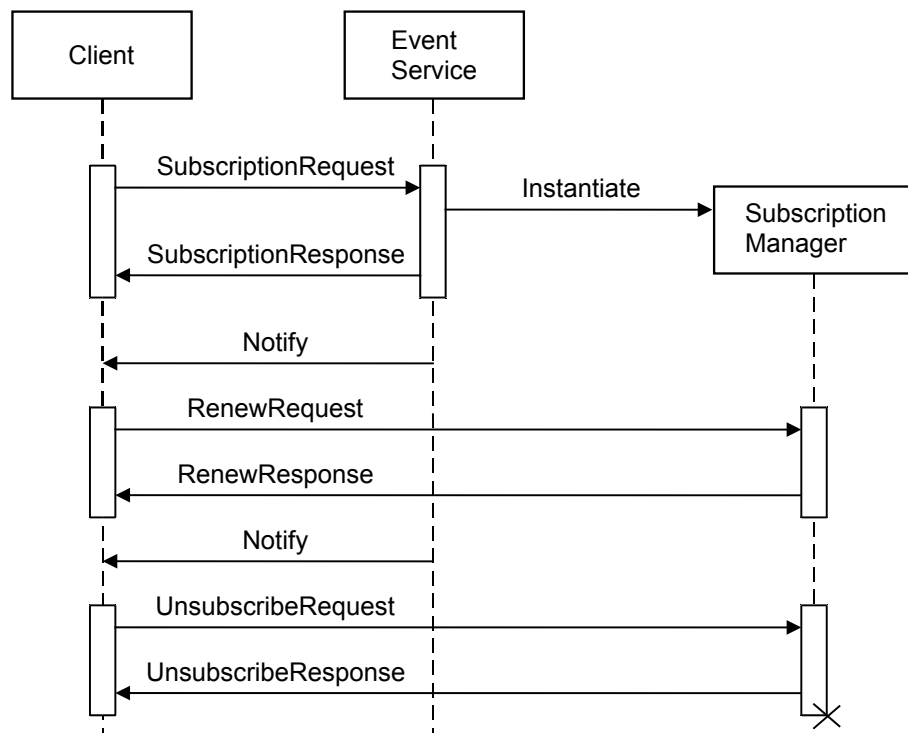 Client
Event
Service
SubscriptionRequest
Instantiate
Subscription
Manager
SubscriptionResponse
Notify
RenewRequest
RenewResponse
Notify
UnsubscribeRequest
UnsubscribeResponse